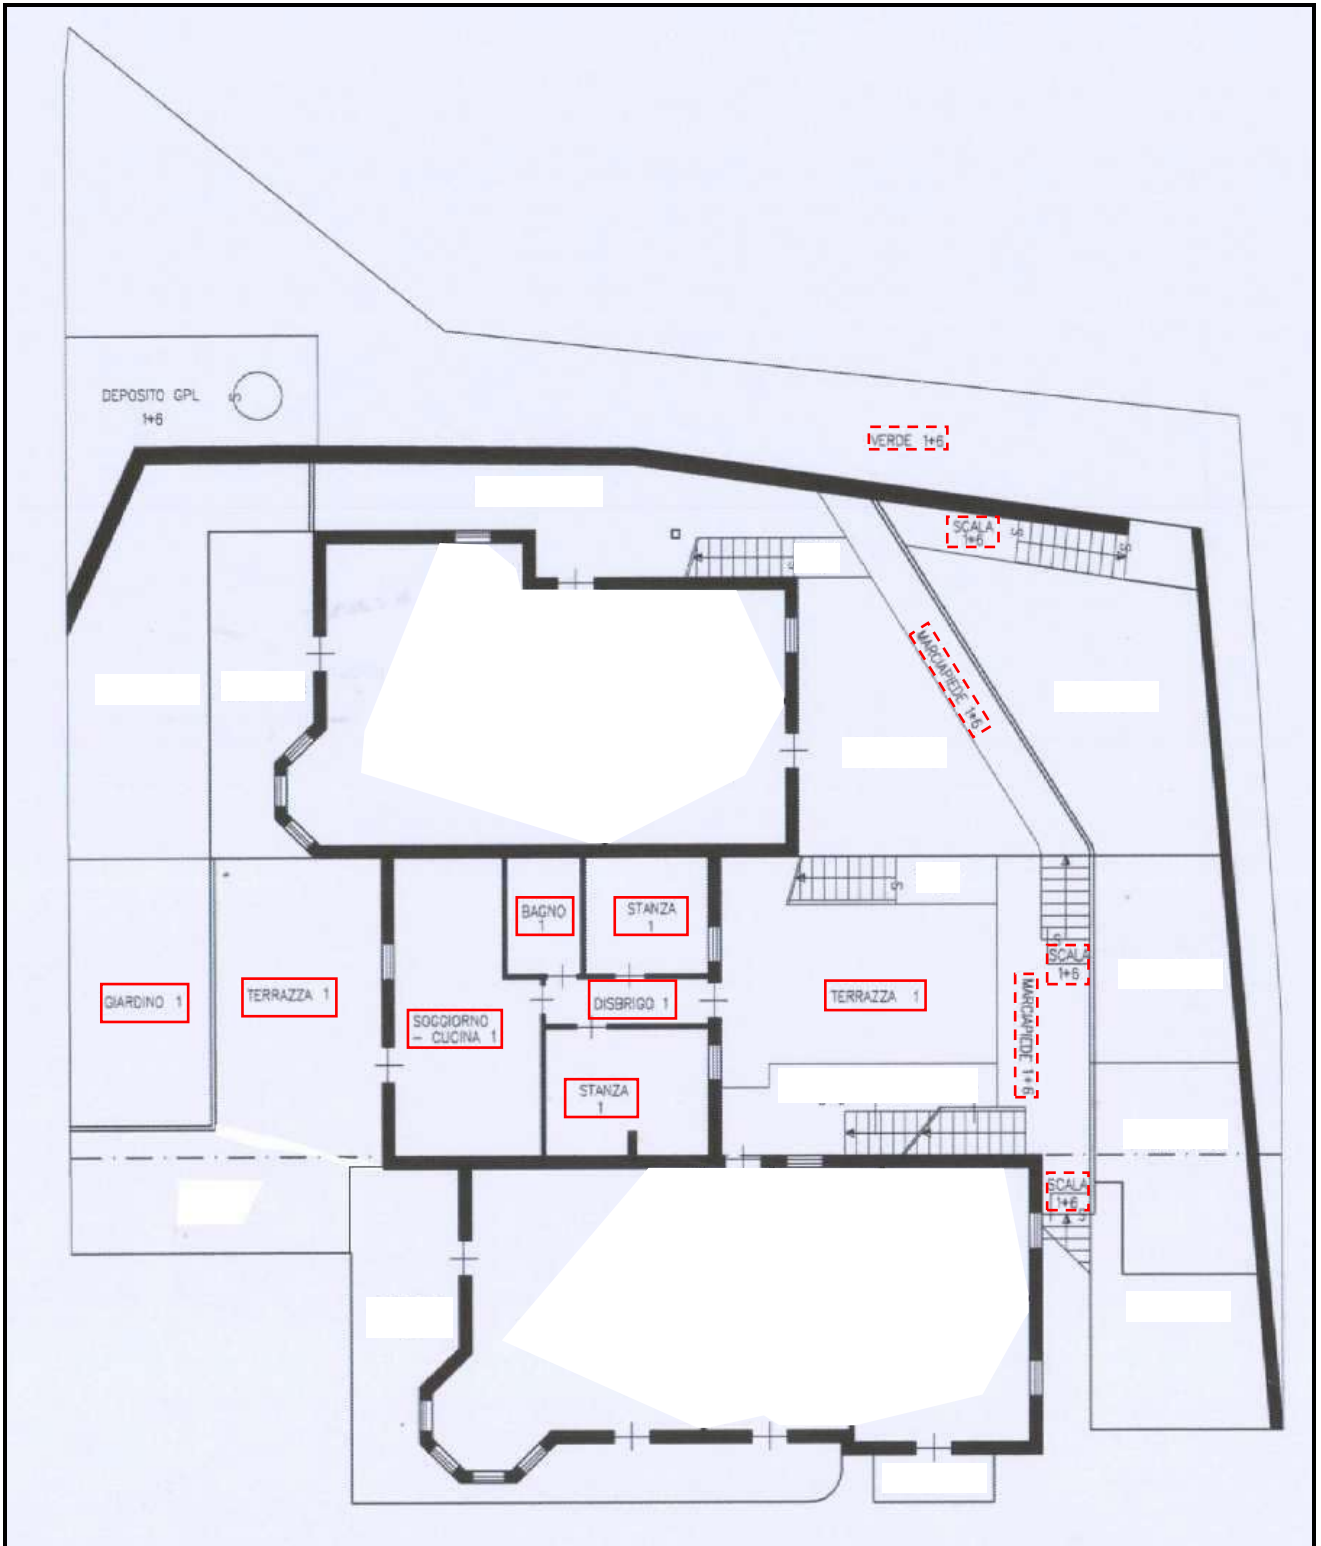 DEPOSITO GPL
1+6
S
VERDE 1+6
SCALA
1+6
S
S
S
MARCIAPIEDE 1+6
BAGNO
1
STANZA
1
S
S
SCALA
1+6
GIARDINO 1
TERRAZZA 1
DISBRIGO 1
TERRAZZA 1
SOGGIORNO
- CUCINA 1
MARCIAPIEDE 1+6
STANZA
1
SCALA
1+6
S